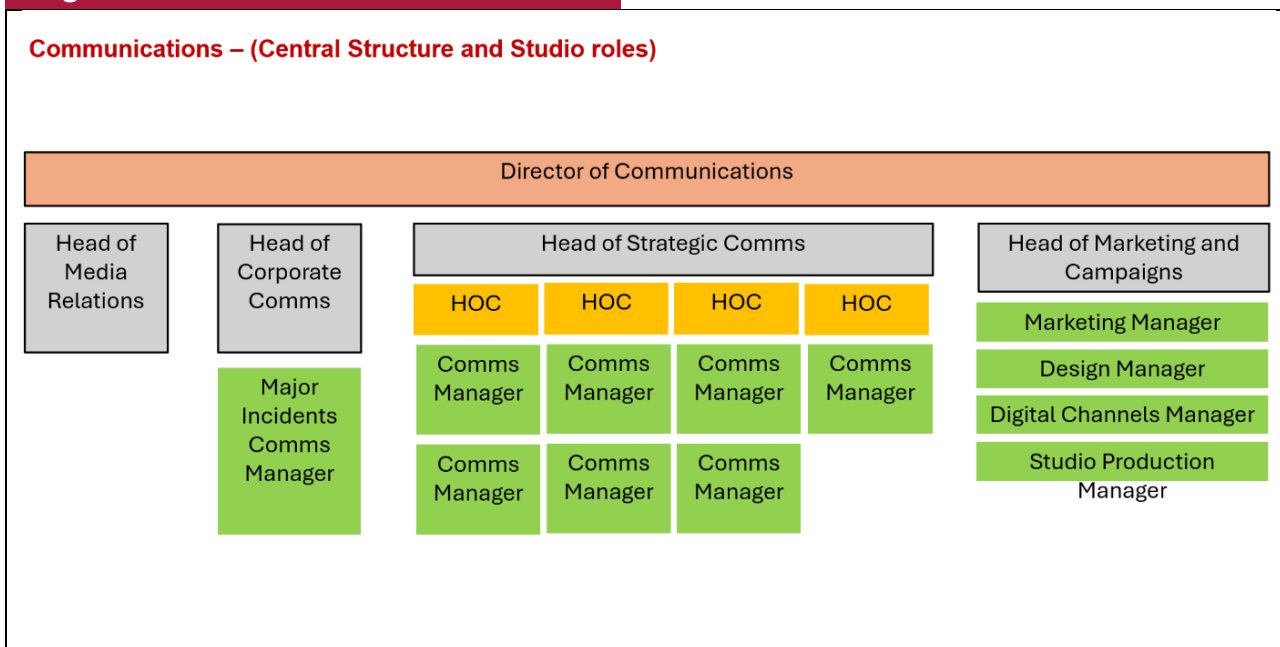 Communications – (Central Structure and Studio roles)
Director of Communications
Head of
Media
Relations
Head of
Corporate
Comms
Major
Incidents
Comms
Manager
Head of Strategic Comms
HOC
HOC
HOC
HOC
Comms
Manager
Comms
Manager
Comms
Manager
Comms
Manager
Comms
Manager
Comms
Manager
Comms
Manager
Head of Marketing and
Campaigns
Marketing Manager
Design Manager
Digital Channels Manager
Studio Production
Manager